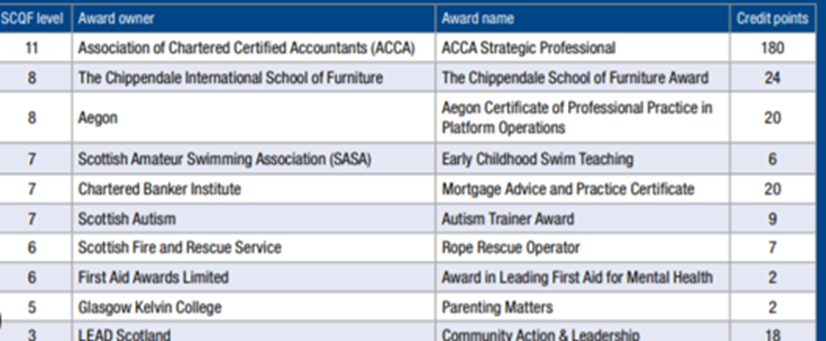 SCQF level Award owner Award name Credit points
11 Association of Chartered Certified Accountants (ACCA) ACCA Strategic Professional 180
8 The Chippendale International School of Furniture The Chippendale School of Furniture Award 24
8 Aegon Aegon Certificate of Professional Practice in
Platform Operations 20
7 Scottish Amateur Swimming Association (SASA) Early Childhood Swim Teaching 6
7 Chartered Banker Institute Mortgage Advice and Practice Certificate 20
7 Scottish Autism Autism Trainer Award 9
6 Scottish Fire and Rescue Service Rope Rescue Operator 7
6 First Aid Awards Limited Award in Leading First Aid for Mental Health 2
5 Glasgow Kelvin College Parenting Matters 2
3 LEAD Scotland Community Action & Leadership 18